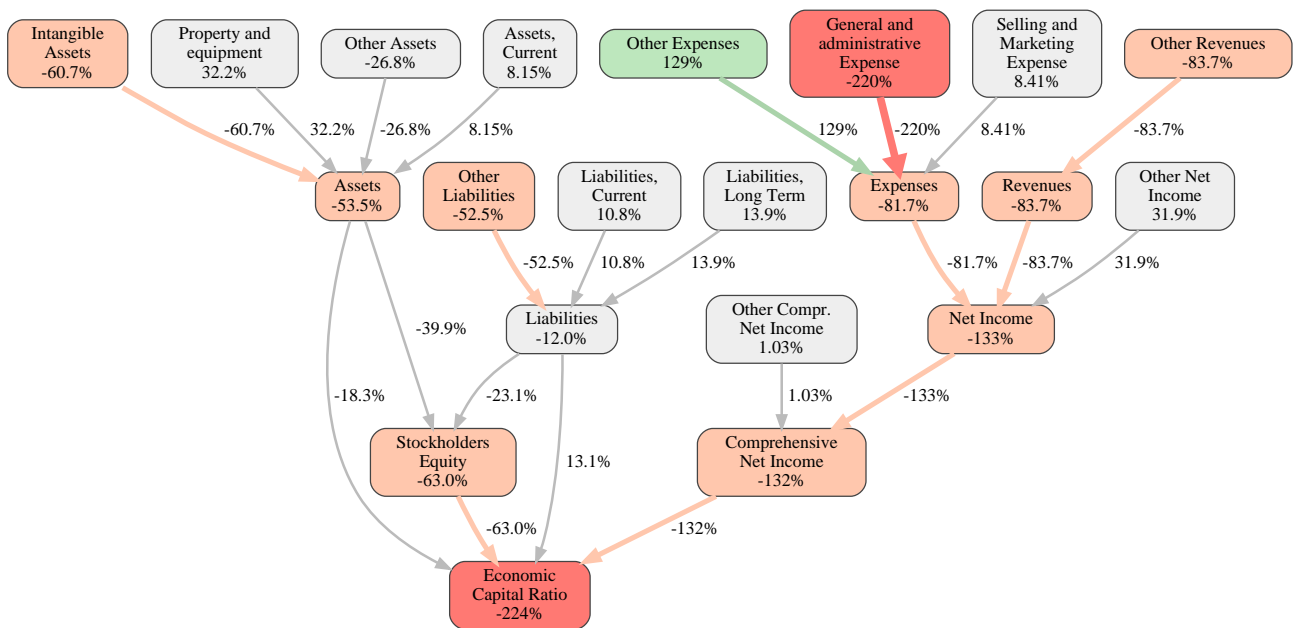 Intangible
Assets
-60.7%
Property and
equipment
32.2%
Other Assets
-26.8%
Assets,
Current
8.15%
Other Expenses
129%
General and
administrative
Expense
-220%
Selling and
Marketing
Expense
8.41%
Other Revenues
-83.7%
-60.7%
32.2%
-26.8%
8.15%
129%
-220%
8.41%
-83.7%
Assets
-53.5%
Other
Liabilities
-52.5%
Liabilities,
Current
10.8%
Liabilities,
Long Term
13.9%
Expenses
-81.7%
Revenues
-83.7%
Other Net
Income
31.9%
-52.5%
10.8%
13.9%
-81.7%
-83.7%
31.9%
-39.9%
Liabilities
-12.0%
Other Compr.
Net Income
1.03%
Net Income
-133%
-18.3%
-23.1%
1.03%
-133%
Stockholders
Equity
-63.0%
13.1%
Comprehensive
Net Income
-132%
-63.0%
-132%
Economic
Capital Ratio
-224%